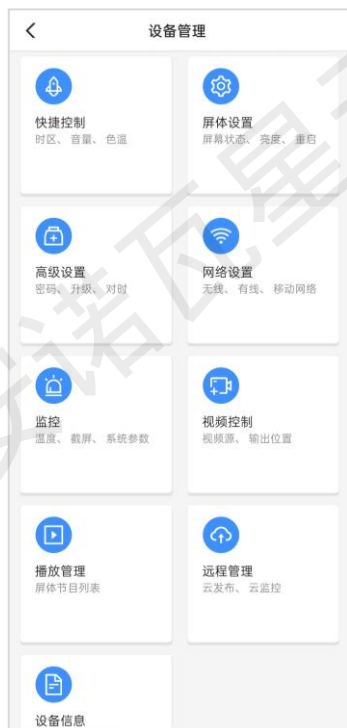 设备管理
快捷控制
时区、音量、色温
屏体设置
屏幕状态、亮度、重启
高级设置
密码、升级、对时
网络设置
无线、有线、移动网络
监控
温度、截屏、系统参数
视频控制
视频源、输出位置
播放管理
屏体节目列表
远程管理
云发布、云监控
设备信息
诺瓦星